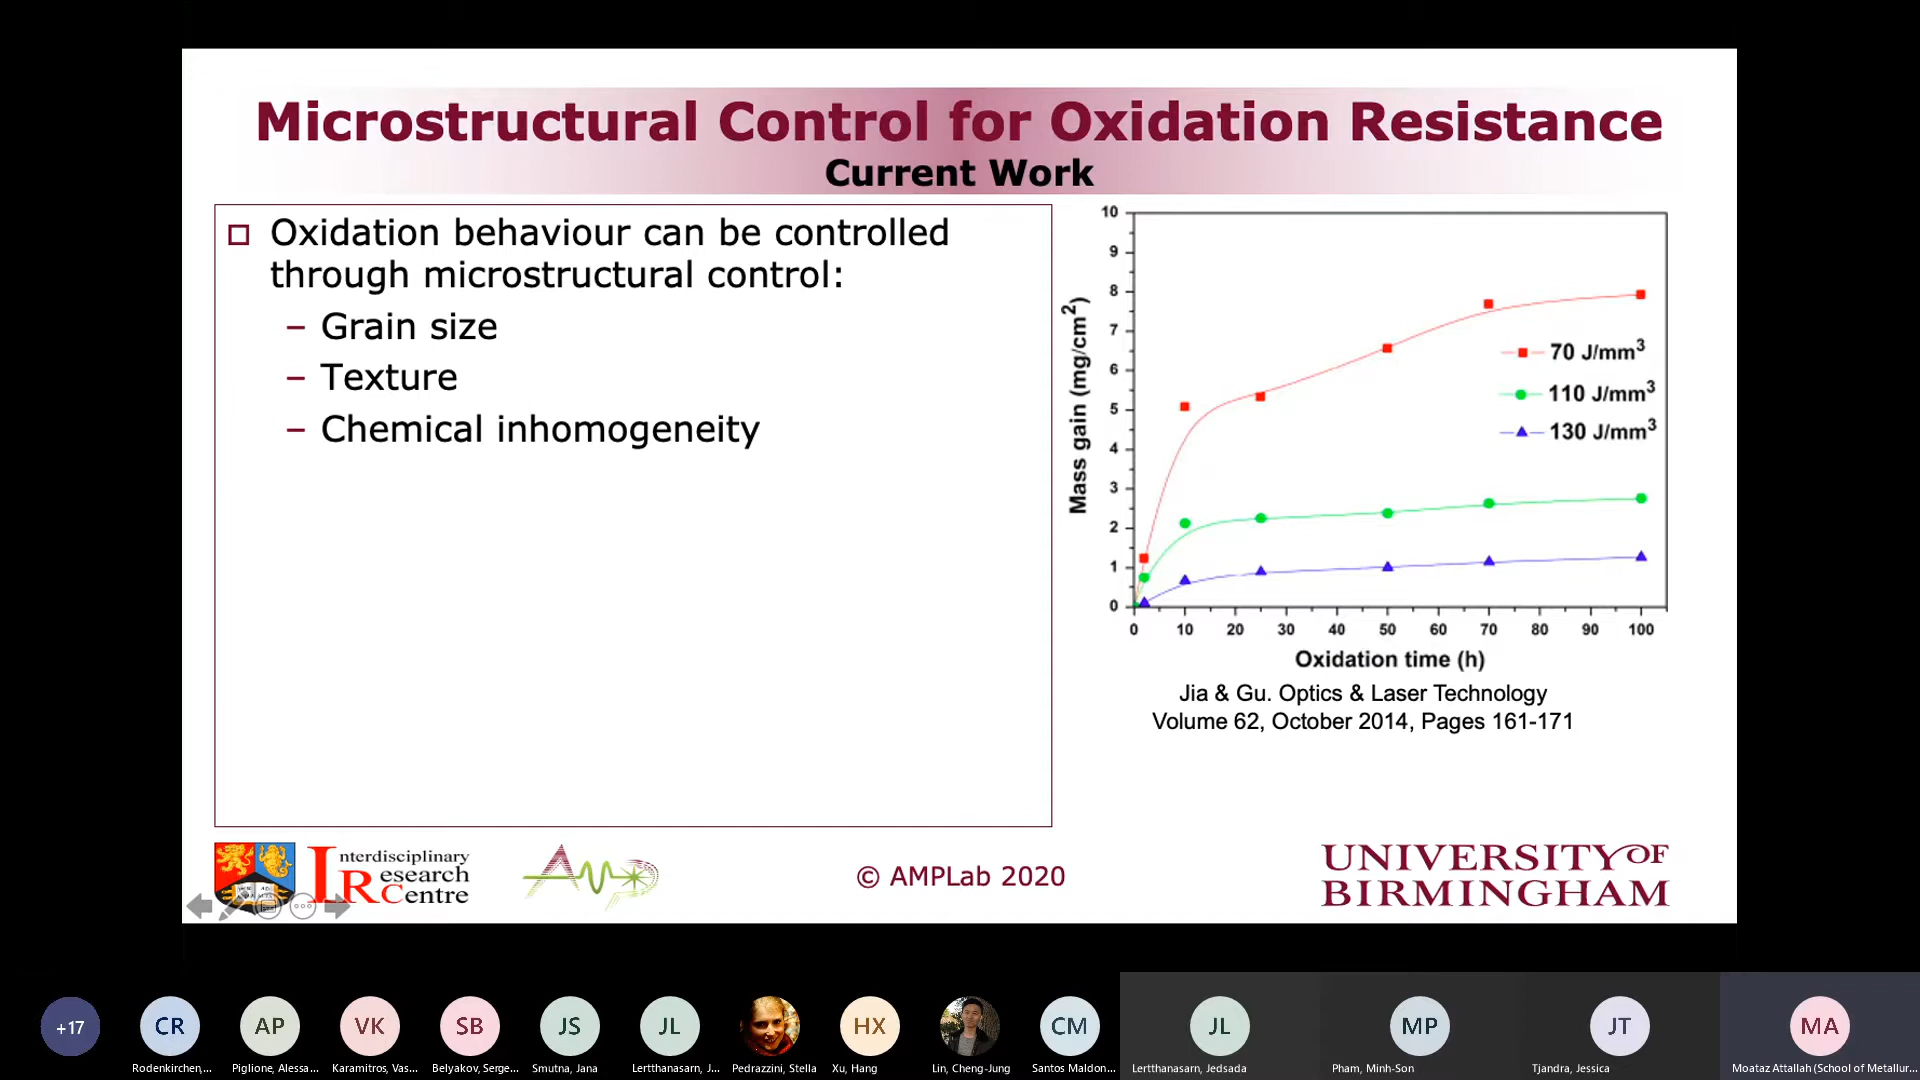 Microstructural Control for Oxidation Resistance
Current Work
Oxidation behaviour can be controlled
through microstructural control:
– Grain size
– Texture
– Chemical inhomogeneity
10
9
8
7
6
5
4
3
2
1
0
Mass gain (mg/cm²)
70 J/mm³
110 J/mm³
130 J/mm³
0 10 20 30 40 50 60 70 80 90 100
Oxidation time (h)
Jia & Gu. Optics & Laser Technology
Volume 62, October 2014, Pages 161-171
Interdisciplinary
Research
Centre
AMP
© AMPLab 2020
UNIVERSITY OF
BIRMINGHAM
+17 CR AP VK SB JS JL HX CM JL MP JT MA
Rodenkirchen,... Piglione, Alessa... Karamitros, Vas... Belyakov, Serge... Smutna, Jana Lertthanasarn, J... Pedrazzini, Stella Xu, Hang Lin, Cheng-Jung Santos Maldon... Lertthanasarn, Jedsada Pham, Minh-Son Tjandra, Jessica Moataz Attallah (School of Metallur...